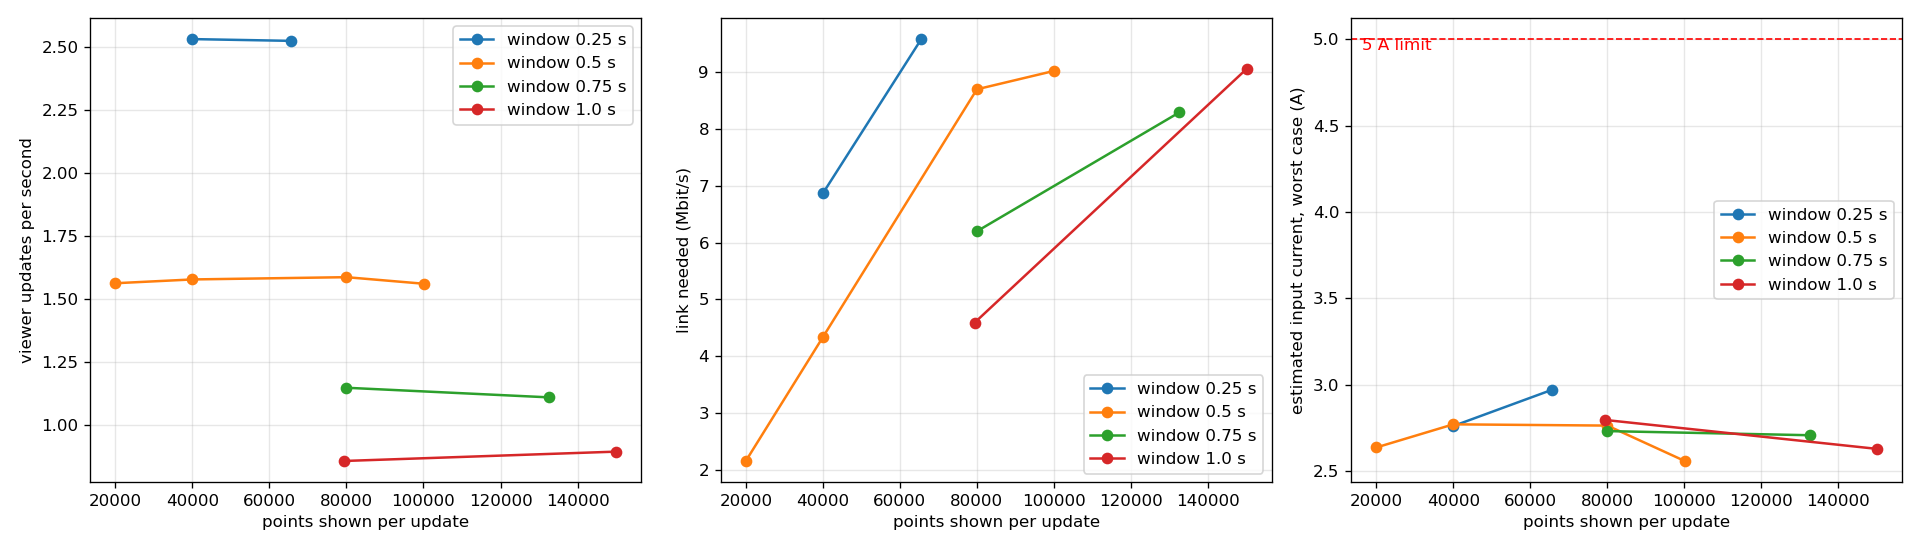 viewer updates per second
2.50
2.25
2.00
1.75
1.50
1.25
1.00
window 0.25 s
window 0.5 s
window 0.75 s
window 1.0 s
20000 40000 60000 80000 100000 120000 140000
points shown per update
link needed (Mbit/s)
9
8
7
6
5
4
3
2
window 0.25 s
window 0.5 s
window 0.75 s
window 1.0 s
20000 40000 60000 80000 100000 120000 140000
points shown per update
estimated input current, worst case (A)
5.0
4.5
4.0
3.5
3.0
2.5
5 A limit
window 0.25 s
window 0.5 s
window 0.75 s
window 1.0 s
20000 40000 60000 80000 100000 120000 140000
points shown per update